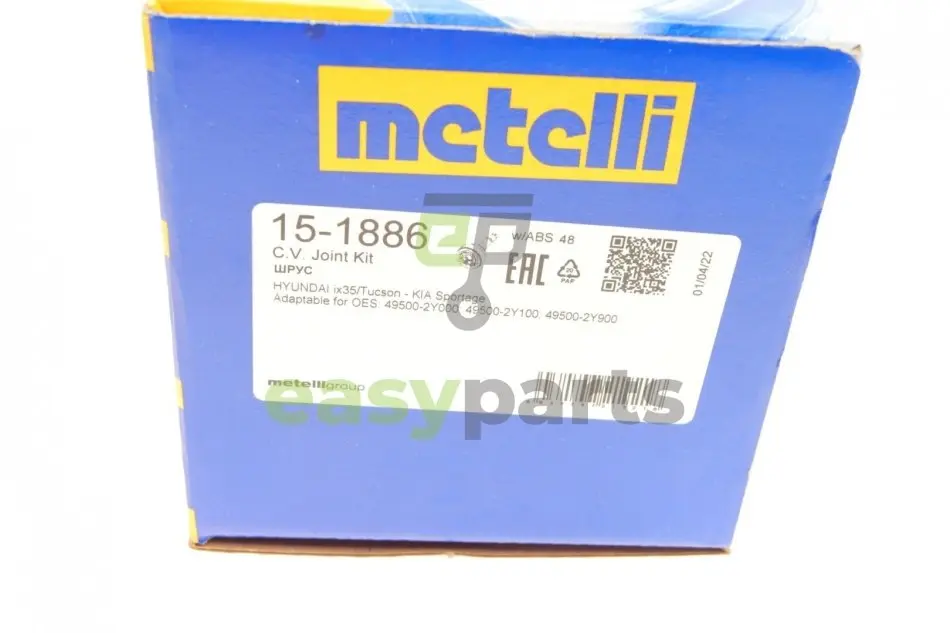 metelli
15-1886
w/ABS 48
C.V. Joint Kit
ШРУС
EAC
PAP
01/04/22
HYUNDAI ix35/Tucson - KIA Sportage
Adaptable for OES: 49500-2Y000; 49500-2Y100; 49500-2Y900
metelligroup
easyparts